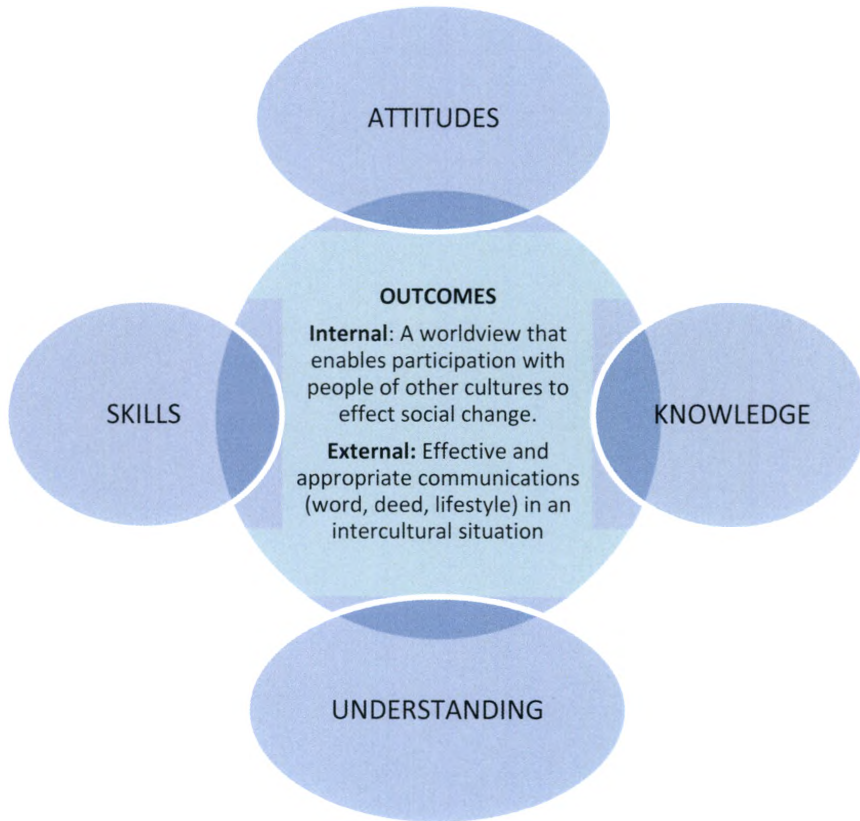 ATTITUDES
OUTCOMES
Internal: A worldview that
enables participation with
people of other cultures to
effect social change.
External: Effective and
appropriate communications
(word, deed, lifestyle) in an
intercultural situation
SKILLS
KNOWLEDGE
UNDERSTANDING